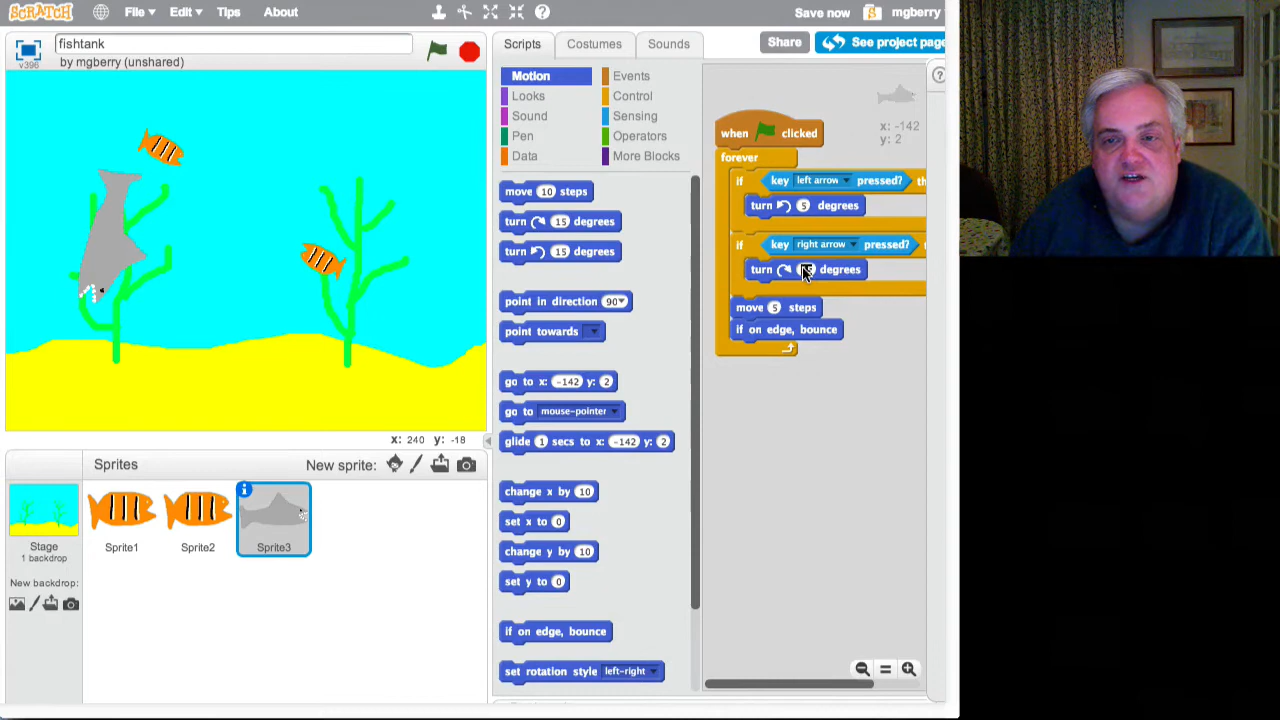 SCRATCH File Edit Tips About Save now mgberry
fishtank
by mgberry (unshared)
v396
Scripts Costumes Sounds
Share See project page
Motion Events
Looks Control
Sound Sensing
Pen Operators
Data More Blocks
move 10 steps
turn 15 degrees
turn 15 degrees
point in direction 90
point towards
go to x: -142 y: 2
go to mouse-pointer
glide 1 secs to x: -142 y: 2
change x by 10
set x to 0
change y by 10
set y to 0
if on edge, bounce
set rotation style left-right
x: -142
y: 2
when clicked
forever
if key left arrow pressed? th
turn 5 degrees
if key right arrow pressed?
turn degrees
move 5 steps
if on edge, bounce
x: 240 y: -18
Sprites New sprite:
Stage
1 backdrop
New backdrop:
Sprite1 Sprite2 Sprite3